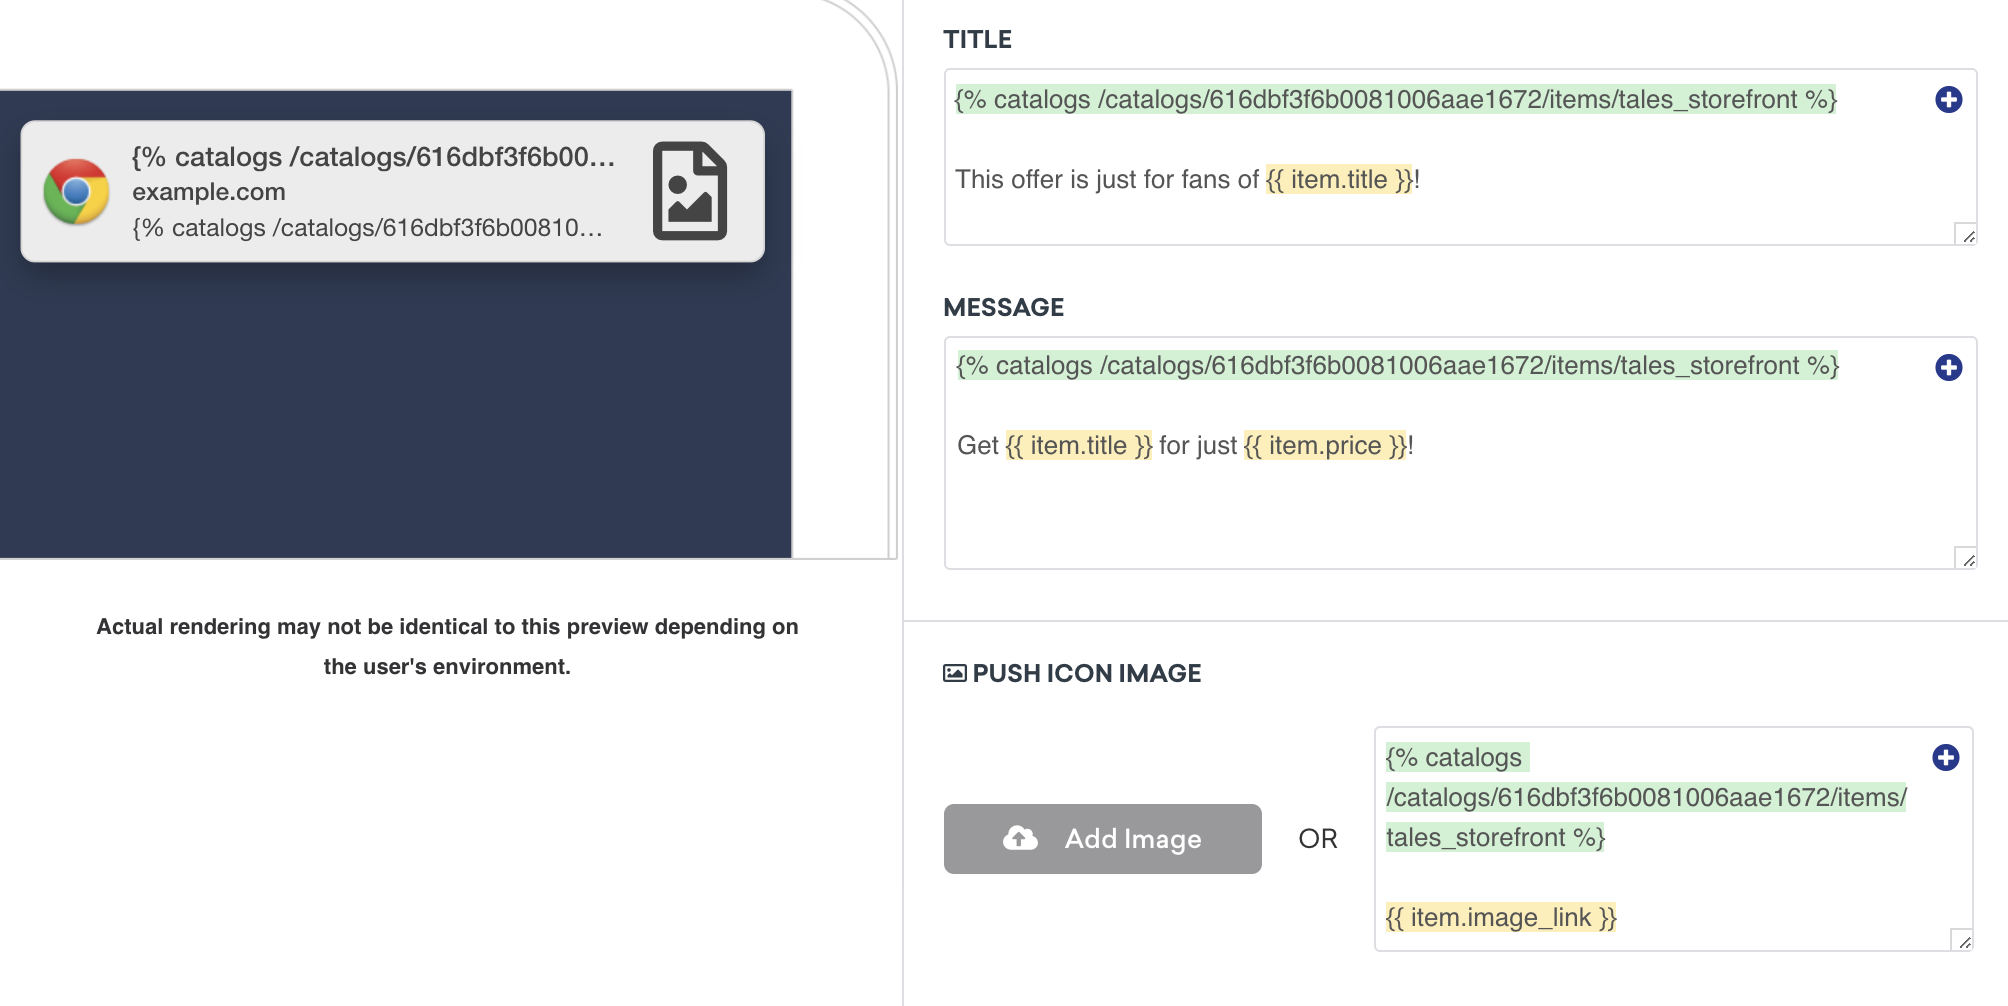 {% catalogs /catalogs/616dbf3f6b00...
example.com
{% catalogs /catalogs/616dbf3f6b00810...
Actual rendering may not be identical to this preview depending on
the user's environment.
TITLE
{% catalogs /catalogs/616dbf3f6b0081006aae1672/items/tales_storefront %}
This offer is just for fans of {{ item.title }}!
MESSAGE
{% catalogs /catalogs/616dbf3f6b0081006aae1672/items/tales_storefront %}
Get {{ item.title }} for just {{ item.price }}!
PUSH ICON IMAGE
Add Image
OR
{% catalogs
/catalogs/616dbf3f6b0081006aae1672/items/
tales_storefront %}
{{ item.image_link }}